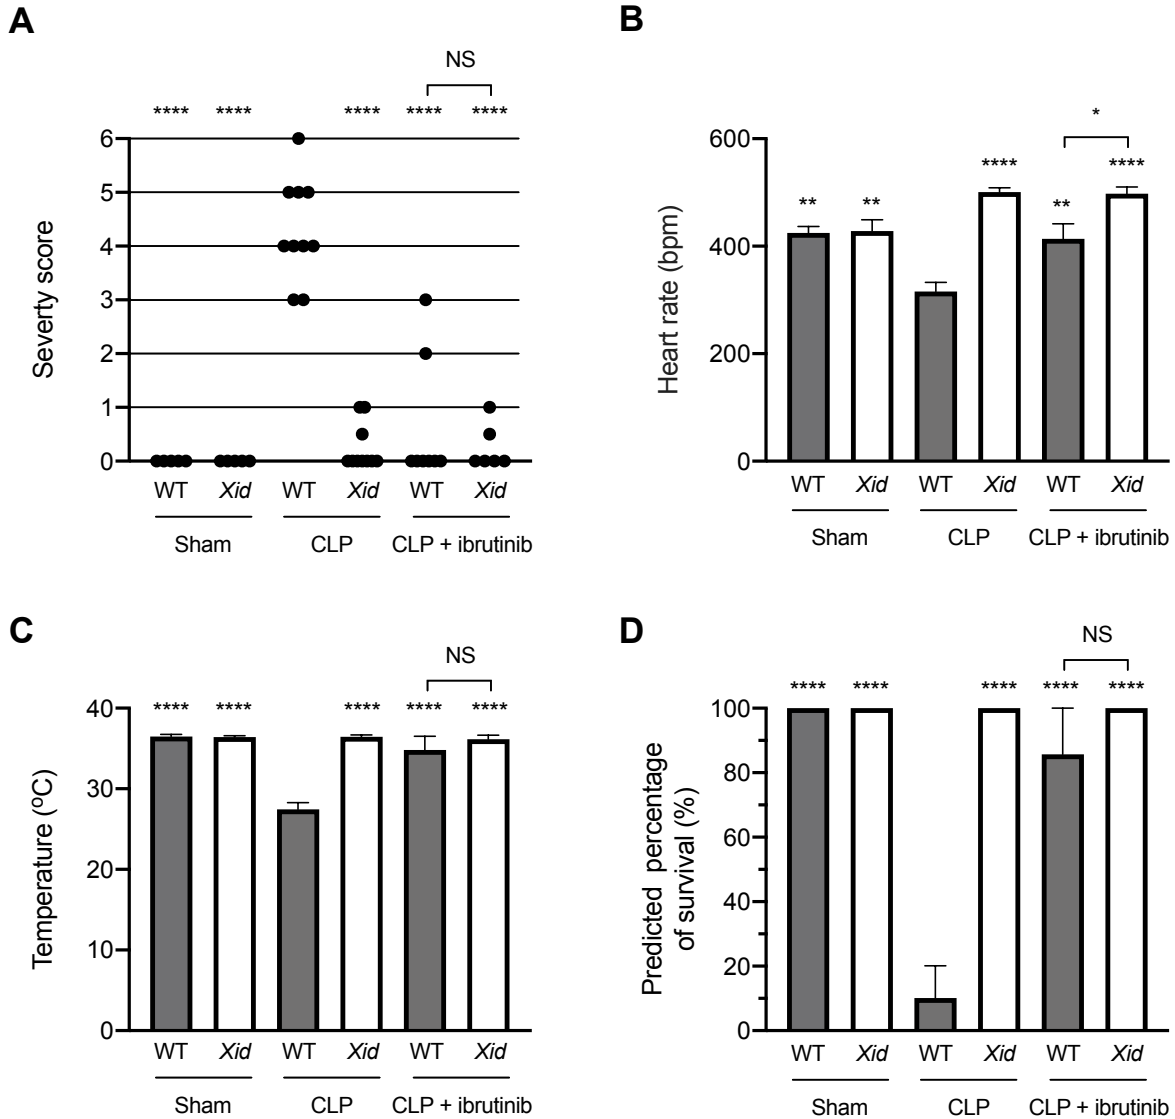 A
NS
**** **** **** **** ****
6
5
4
3
2
1
0
Severty score
WT Xid WT Xid WT Xid
Sham CLP CLP + ibrutinib
B
*
** ** **** ** ****
600
400
200
0
Heart rate (bpm)
WT Xid WT Xid WT Xid
Sham CLP CLP + ibrutinib
C
NS
**** **** **** **** ****
40
30
20
10
0
Temperature (ºC)
WT Xid WT Xid WT Xid
Sham CLP CLP + ibrutinib
D
NS
**** **** **** **** ****
100
80
60
40
20
0
Predicted percentage
of survival (%)
WT Xid WT Xid WT Xid
Sham CLP CLP + ibrutinib